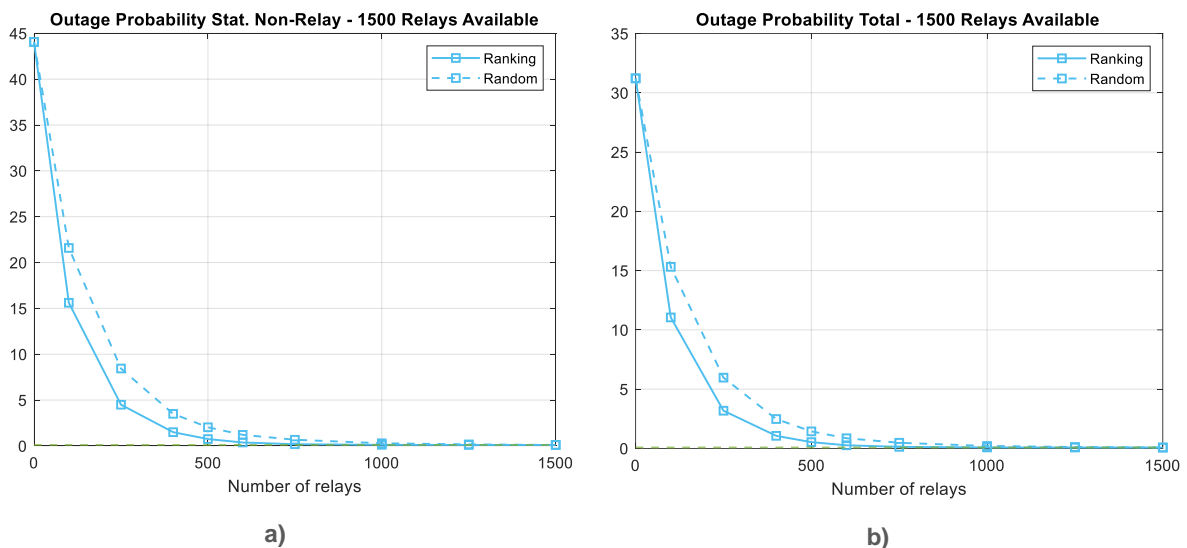 Outage Probability Stat. Non-Relay - 1500 Relays Available
45
40
35
30
25
20
15
10
5
0
Ranking
Random
0 500 1000 1500
Number of relays
a)
Outage Probability Total - 1500 Relays Available
35
30
25
20
15
10
5
0
Ranking
Random
0 500 1000 1500
Number of relays
b)